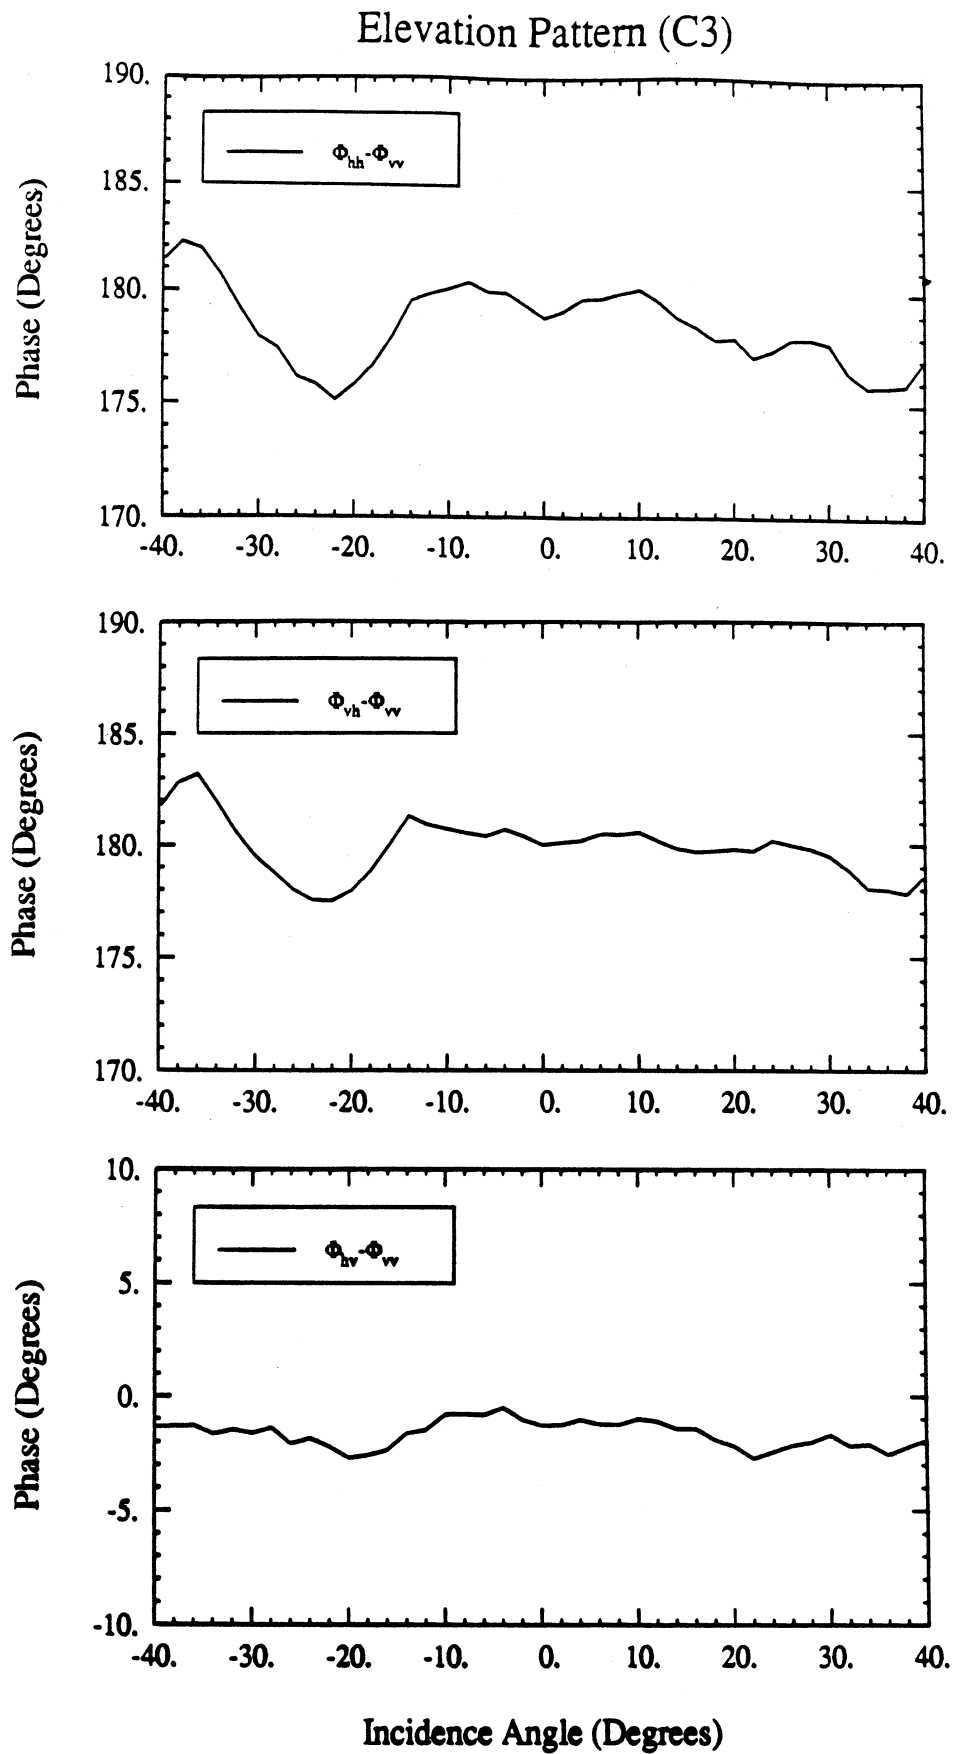 Elevation Pattern (C3)
190.
185.
180.
175.
170.
Phase (Degrees)
Φhh-Φvv
-40. -30. -20. -10. 0. 10. 20. 30. 40.
190.
185.
180.
175.
170.
Phase (Degrees)
Φvh-Φvv
-40. -30. -20. -10. 0. 10. 20. 30. 40.
10.
5.
0.
-5.
-10.
Phase (Degrees)
Φhv-Φvv
-40. -30. -20. -10. 0. 10. 20. 30. 40.
Incidence Angle (Degrees)